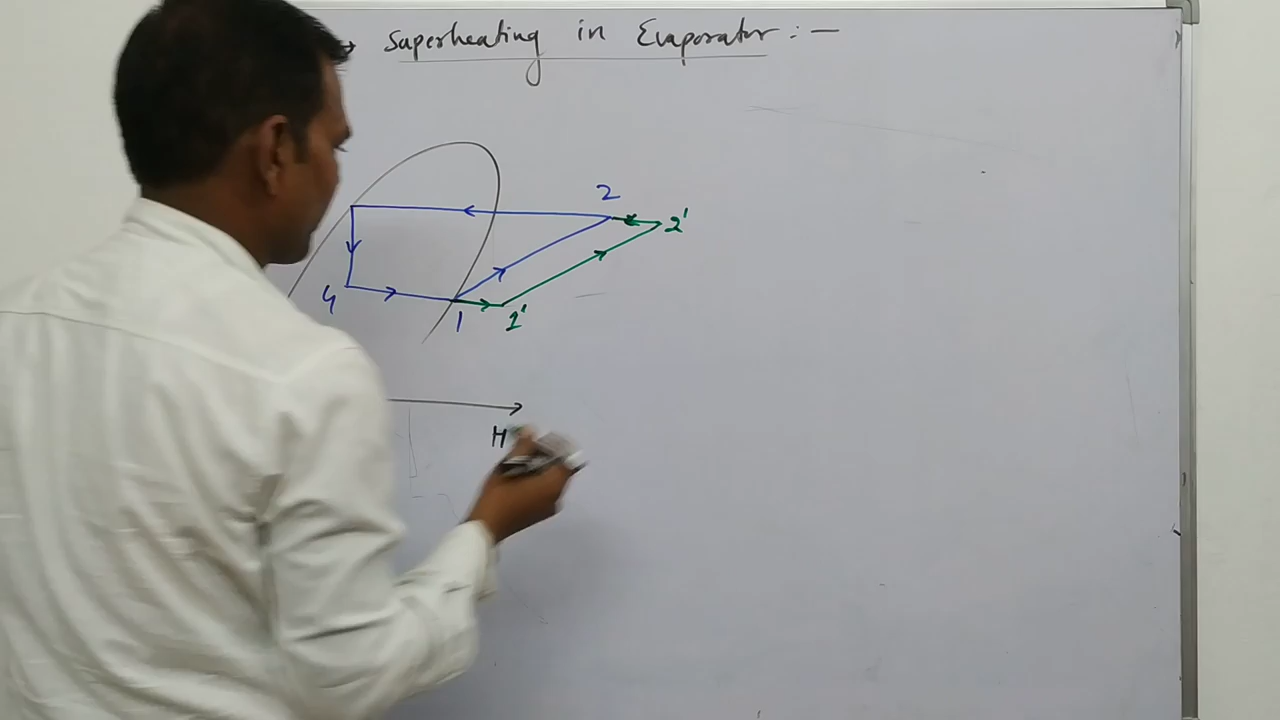 Superheating in Evaporator : —
2
2'
4
1
1'
H